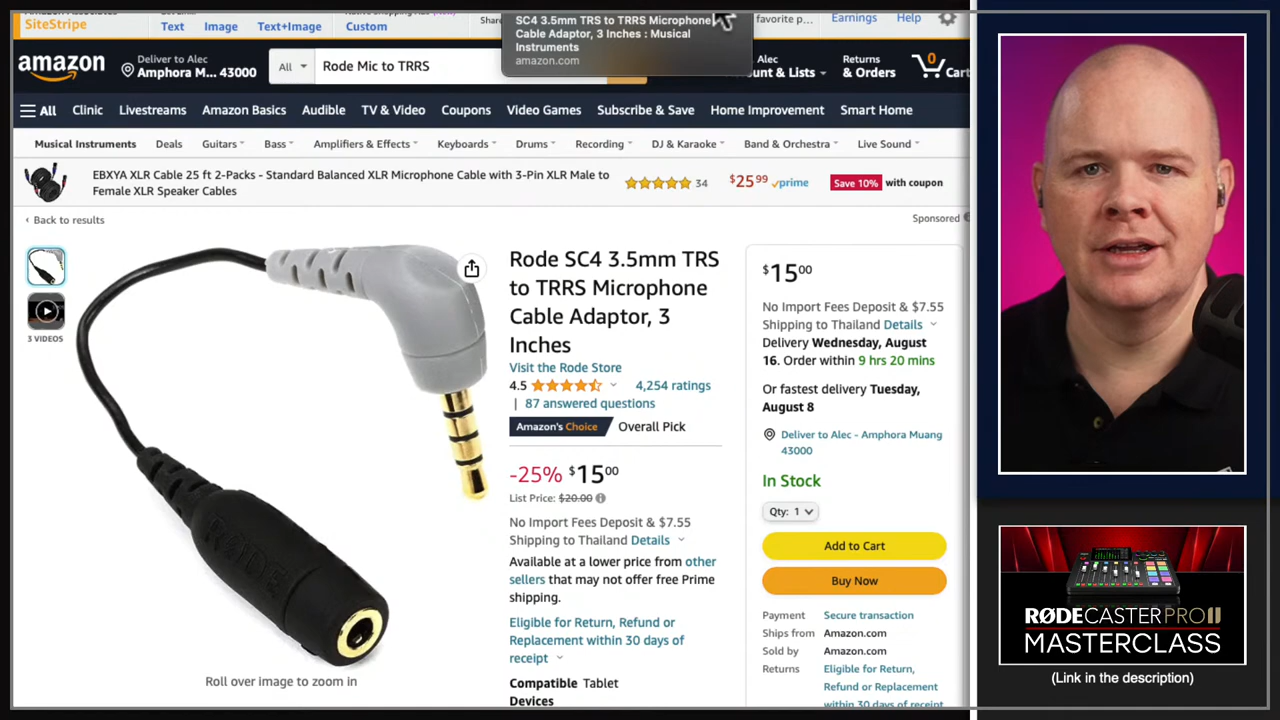 SiteStripe
Text
Image
Text+Image
Custom
Share
SC4 3.5mm TRS to TRRS Microphone
Cable Adaptor, 3 Inches : Musical
Instruments
amazon.com
favorite p...
Earnings
Help
amazon
Deliver to Alec
Amphora M... 43000
All
Rode Mic to TRRS
Alec
unt & Lists
Returns
& Orders
0
Cart
All
Clinic
Livestreams
Amazon Basics
Audible
TV & Video
Coupons
Video Games
Subscribe & Save
Home Improvement
Smart Home
Musical Instruments
Deals
Guitars
Bass
Amplifiers & Effects
Keyboards
Drums
Recording
DJ & Karaoke
Band & Orchestra
Live Sound
EBXYA XLR Cable 25 ft 2-Packs - Standard Balanced XLR Microphone Cable with 3-Pin XLR Male to
Female XLR Speaker Cables
34
$25.99
prime
Save 10%
with coupon
‹ Back to results
Sponsored
3 VIDEOS
RØDE
Roll over image to zoom in
Rode SC4 3.5mm TRS
to TRRS Microphone
Cable Adaptor, 3
Inches
Visit the Rode Store
4.5
4,254 ratings
| 87 answered questions
Amazon's Choice
Overall Pick
-25% $15.00
List Price: $20.00
No Import Fees Deposit & $7.55
Shipping to Thailand Details
Available at a lower price from other
sellers that may not offer free Prime
shipping.
Eligible for Return, Refund or
Replacement within 30 days of
receipt
Compatible Tablet
Devices
$15.00
No Import Fees Deposit & $7.55
Shipping to Thailand Details
Delivery Wednesday, August
16. Order within 9 hrs 20 mins
Or fastest delivery Tuesday,
August 8
Deliver to Alec - Amphora Muang
43000
In Stock
Qty: 1
Add to Cart
Buy Now
Payment Secure transaction
Ships from Amazon.com
Sold by Amazon.com
Returns Eligible for Return,
Refund or Replacement
within 30 days of receipt
RØDECASTER PRO II
MASTERCLASS
(Link in the description)